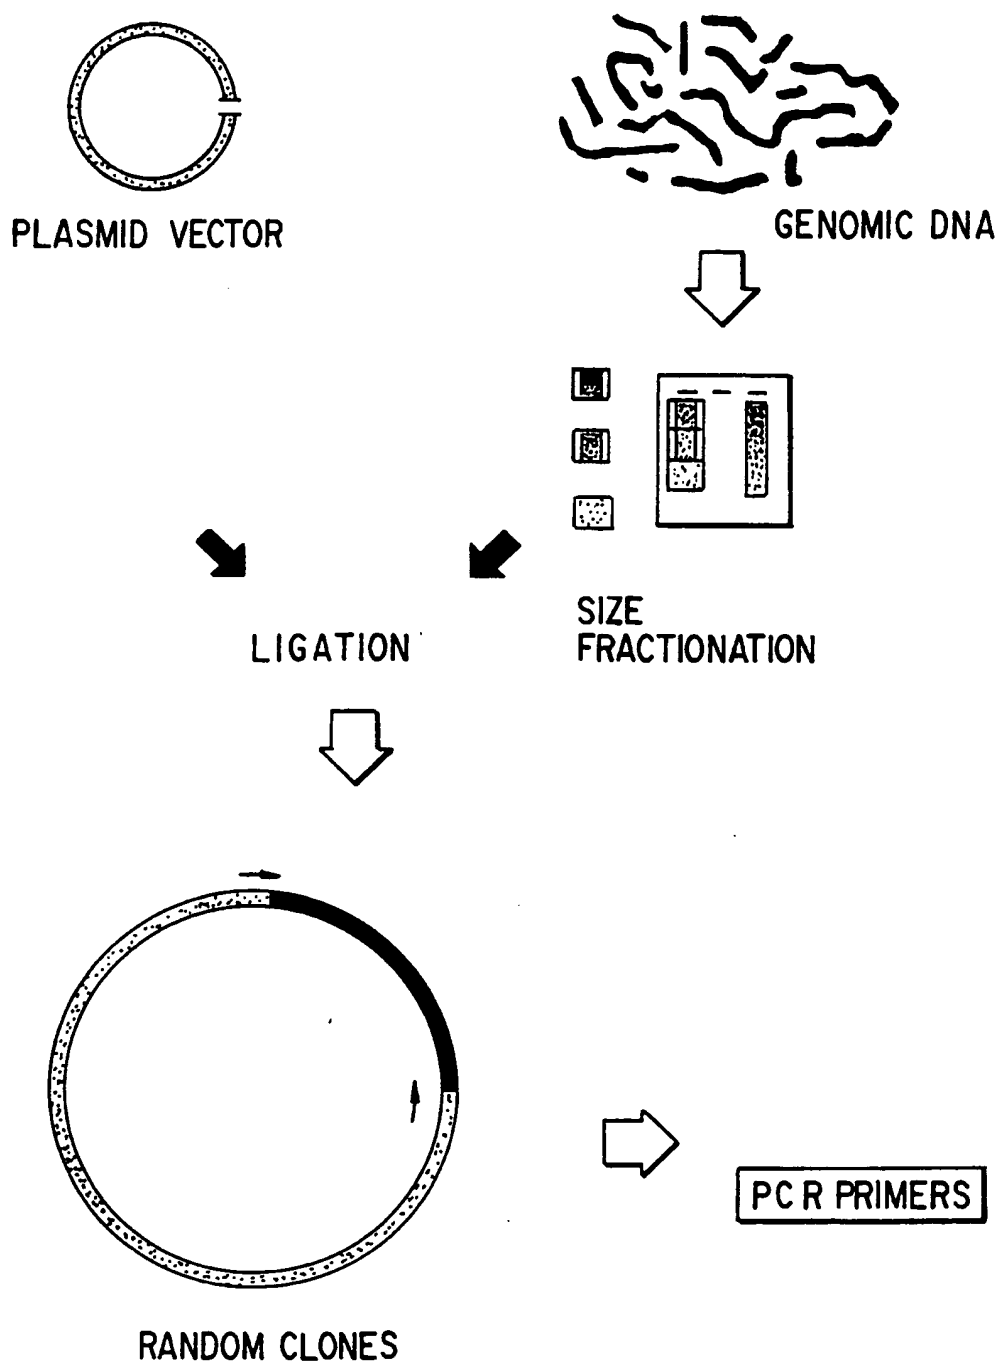 PLASMID VECTOR
GENOMIC DNA
SIZE
FRACTIONATION
LIGATION
RANDOM CLONES
PCR PRIMERS